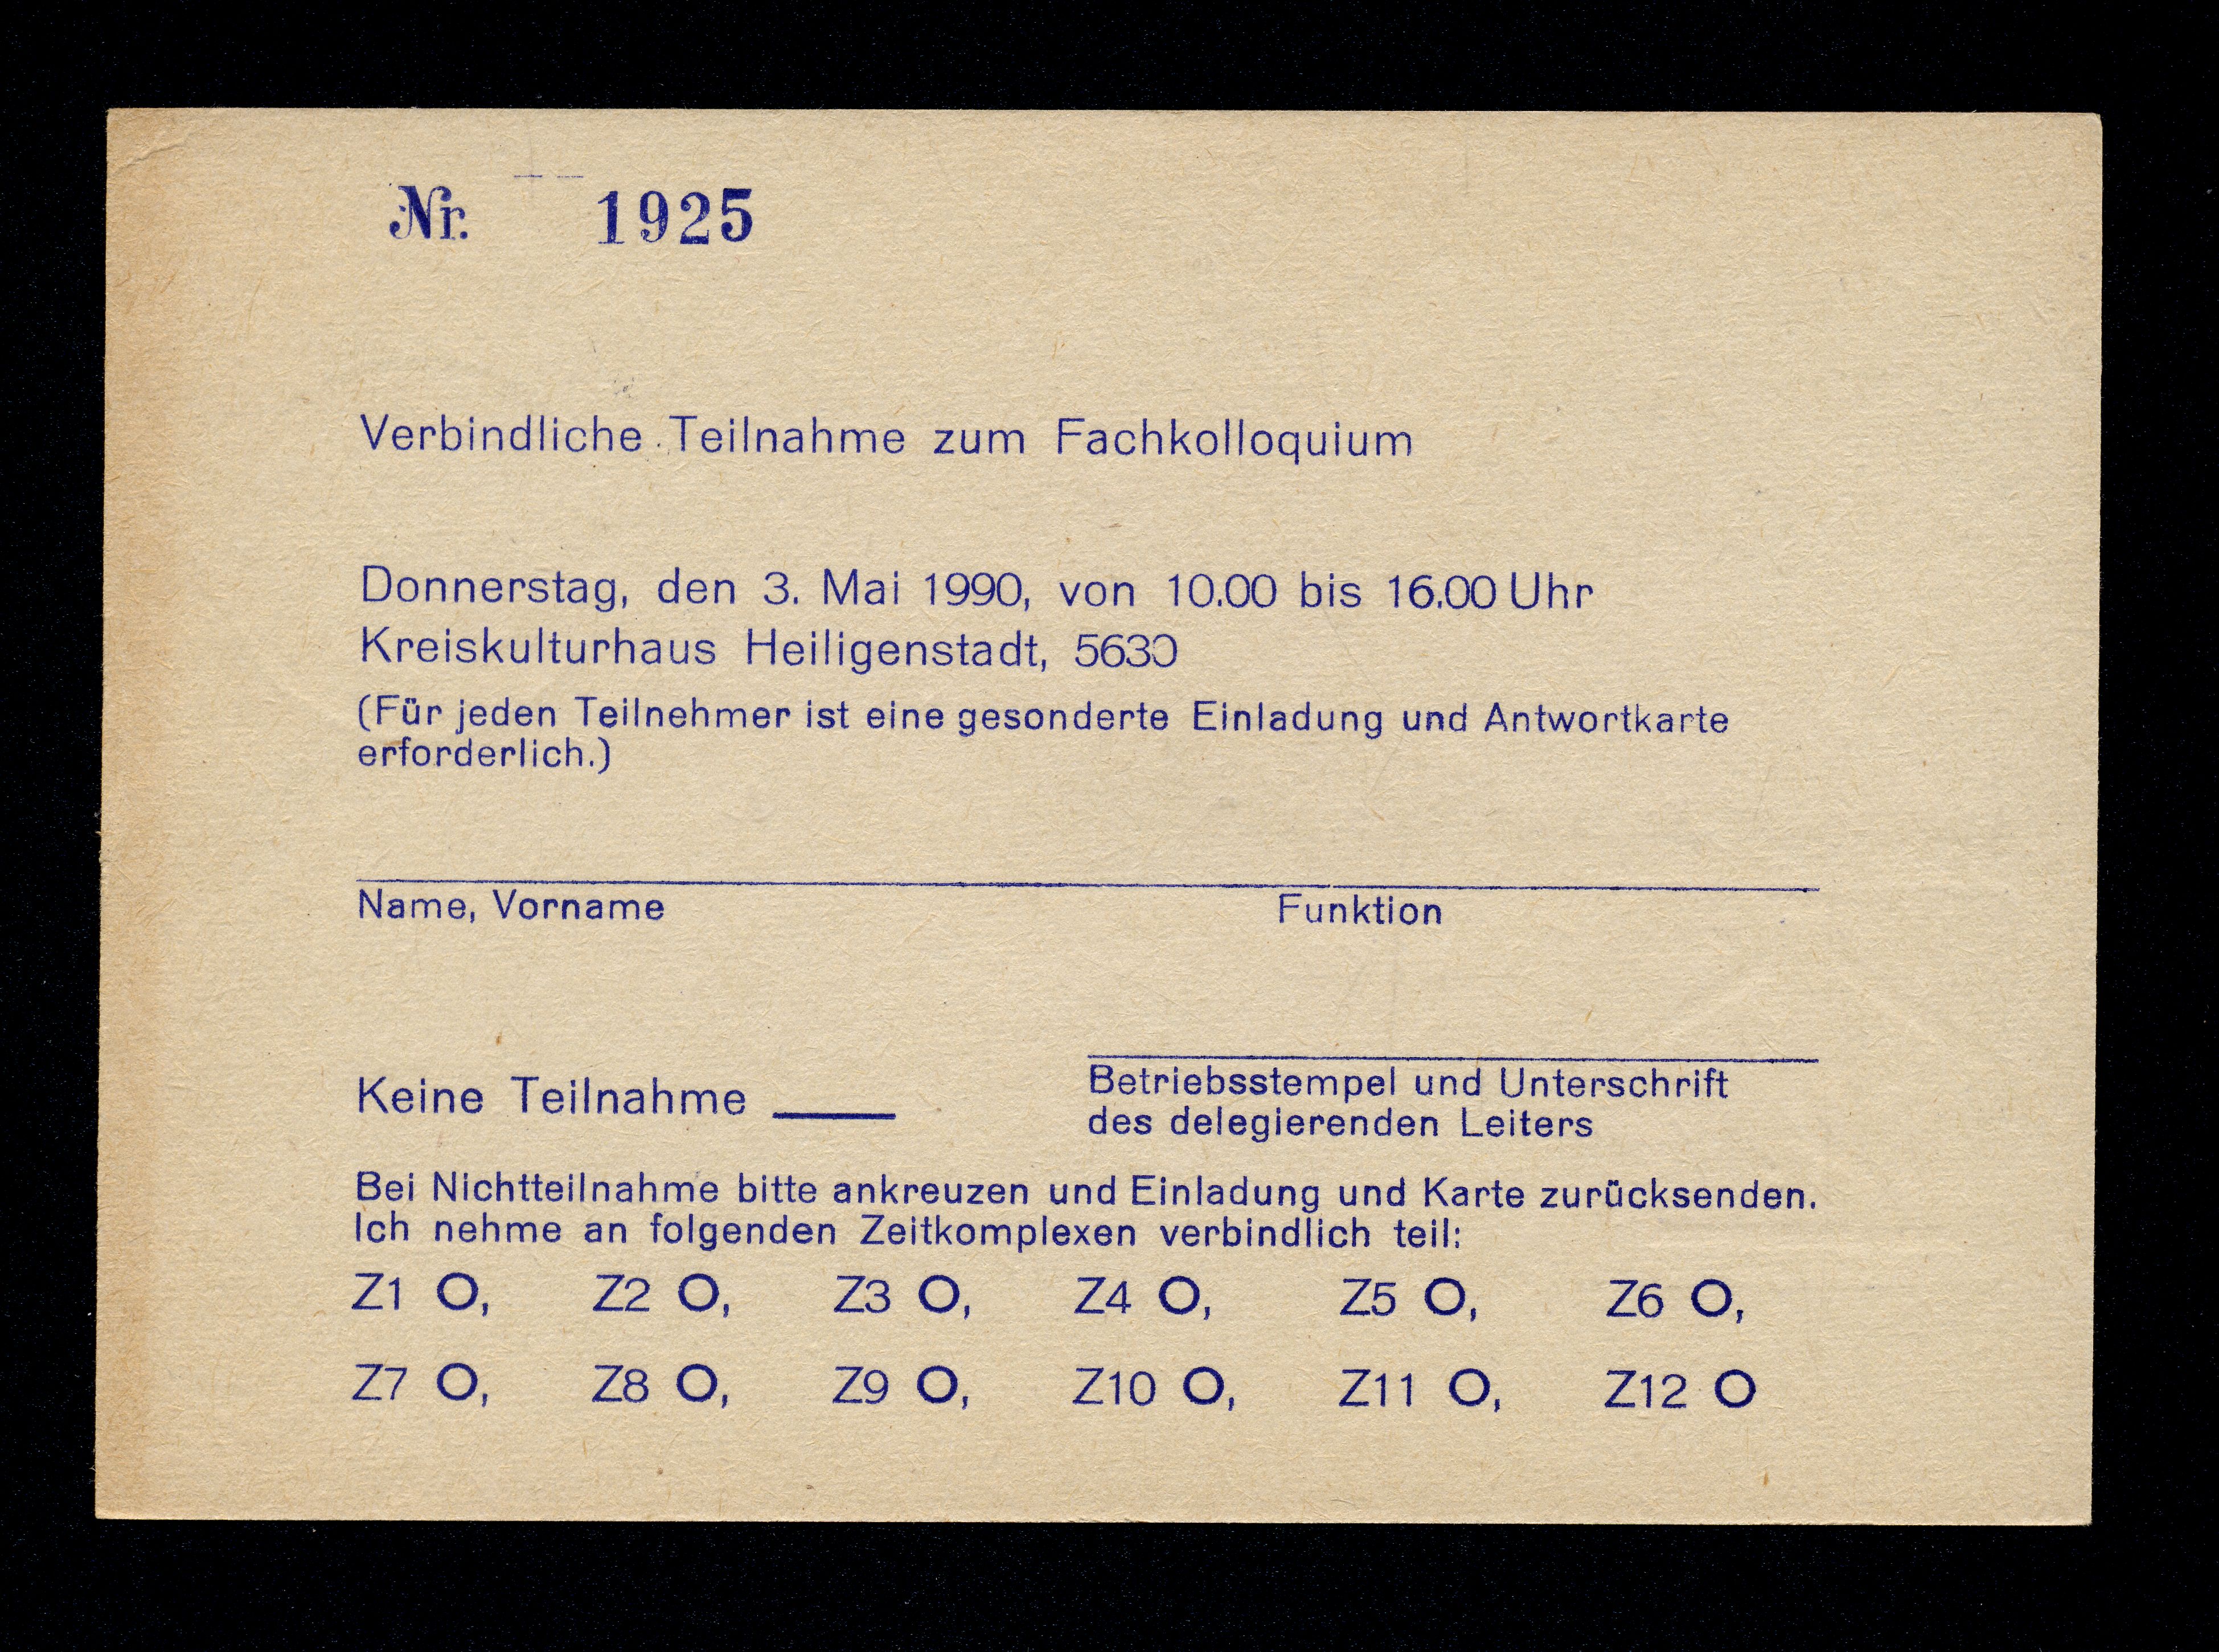 Nr. 1925
Verbindliche Teilnahme zum Fachkolloquium
Donnerstag, den 3. Mai 1990, von 10.00 bis 16.00 Uhr
Kreiskulturhaus Heiligenstadt, 5630
(Für jeden Teilnehmer ist eine gesonderte Einladung und Antwortkarte
erforderlich.)
Name, Vorname Funktion
Keine Teilnahme ____
Betriebsstempel und Unterschrift
des delegierenden Leiters
Bei Nichtteilnahme bitte ankreuzen und Einladung und Karte zurücksenden.
Ich nehme an folgenden Zeitkomplexen verbindlich teil:
Z1 O, Z2 O, Z3 O, Z4 O, Z5 O, Z6 O,
Z7 O, Z8 O, Z9 O, Z10 O, Z11 O, Z12 O